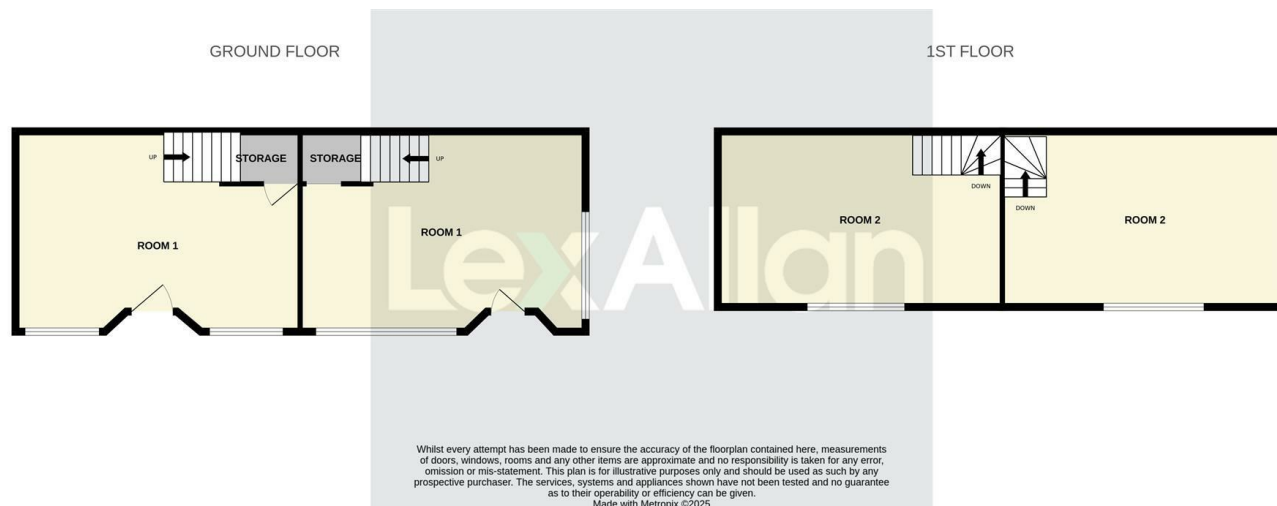 GROUND FLOOR
1ST FLOOR
UP
STORAGE
STORAGE
UP
ROOM 1
ROOM 1
DOWN
DOWN
ROOM 2
ROOM 2
LexAllan
Whilst every attempt has been made to ensure the accuracy of the floorplan contained here, measurements
of doors, windows, rooms and any other items are approximate and no responsibility is taken for any error,
omission or mis-statement. This plan is for illustrative purposes only and should be used as such by any
prospective purchaser. The services, systems and appliances shown have not been tested and no guarantee
as to their operability or efficiency can be given.
Made with Metropix ©2025